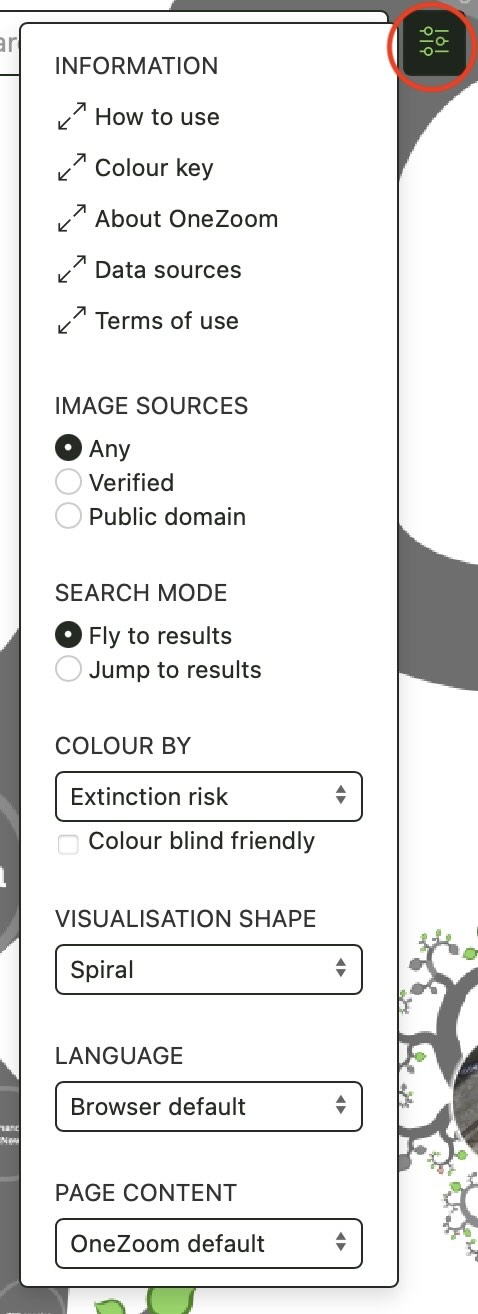 INFORMATION
How to use
Colour key
About OneZoom
Data sources
Terms of use
IMAGE SOURCES
Any
Verified
Public domain
SEARCH MODE
Fly to results
Jump to results
COLOUR BY
Extinction risk
Colour blind friendly
VISUALISATION SHAPE
Spiral
LANGUAGE
Browser default
PAGE CONTENT
OneZoom default